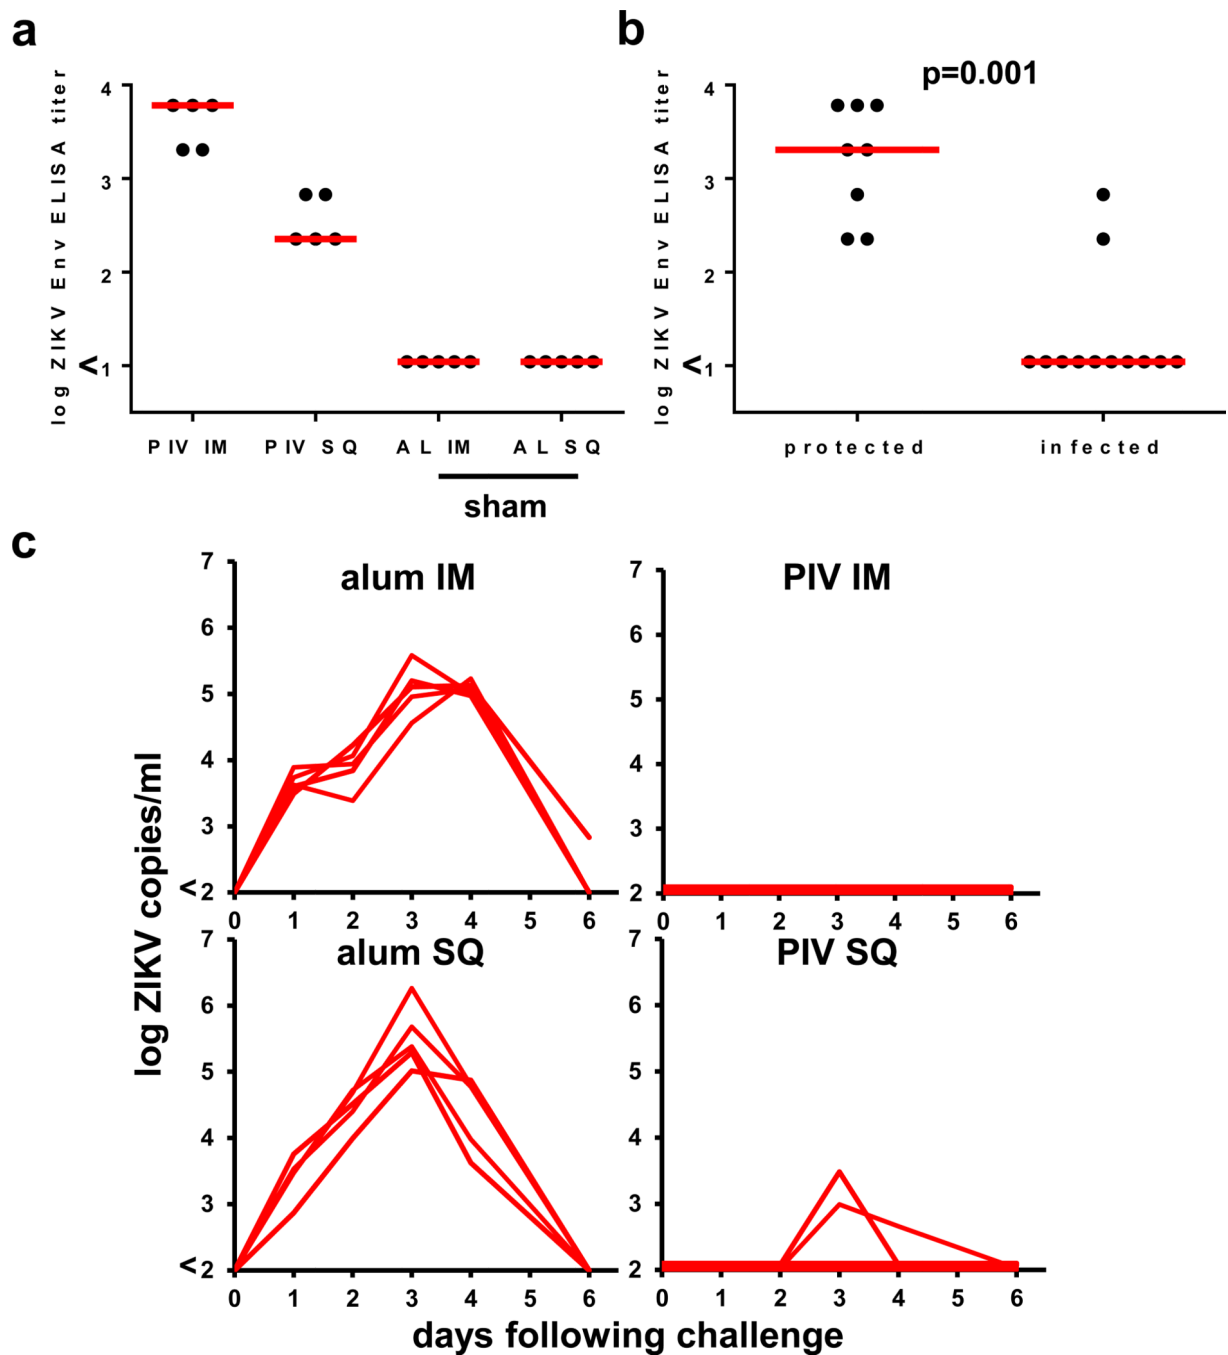 a
log ZIKV Env ELISA titer
4
3
2
<1
PIV IM
PIV SQ
AL IM
AL SQ
sham
b
p=0.001
log ZIKV Env ELISA titer
4
3
2
<1
protected
infected
c
log ZIKV copies/ml
alum IM
7
6
5
4
3
<2
0 1 2 3 4 5 6
PIV IM
7
6
5
4
3
2
0 1 2 3 4 5 6
alum SQ
7
6
5
4
3
<2
0 1 2 3 4 5 6
PIV SQ
7
6
5
4
3
2
0 1 2 3 4 5 6
days following challenge